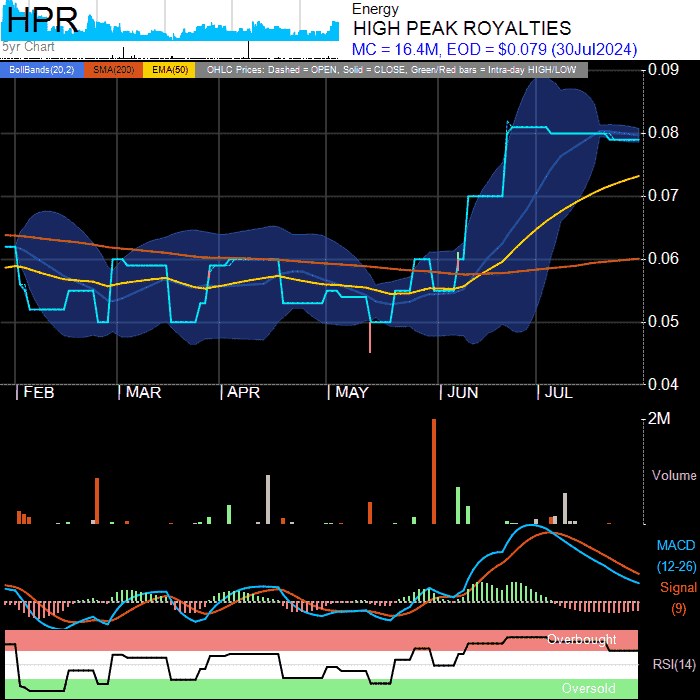 HPR
5yr Chart
Energy
HIGH PEAK ROYALTIES
MC = 16.4M, EOD = $0.079 (30Jul2024)
BollBands(20,2) SMA(200) EMA(50) OHLC Prices: Dashed = OPEN, Solid = CLOSE, Green/Red bars = Intra-day HIGH/LOW
0.09
0.08
0.07
0.06
0.05
0.04
FEB MAR APR MAY JUN JUL
2M
Volume
MACD
(12-26)
Signal
(9)
Overbought
RSI(14)
Oversold